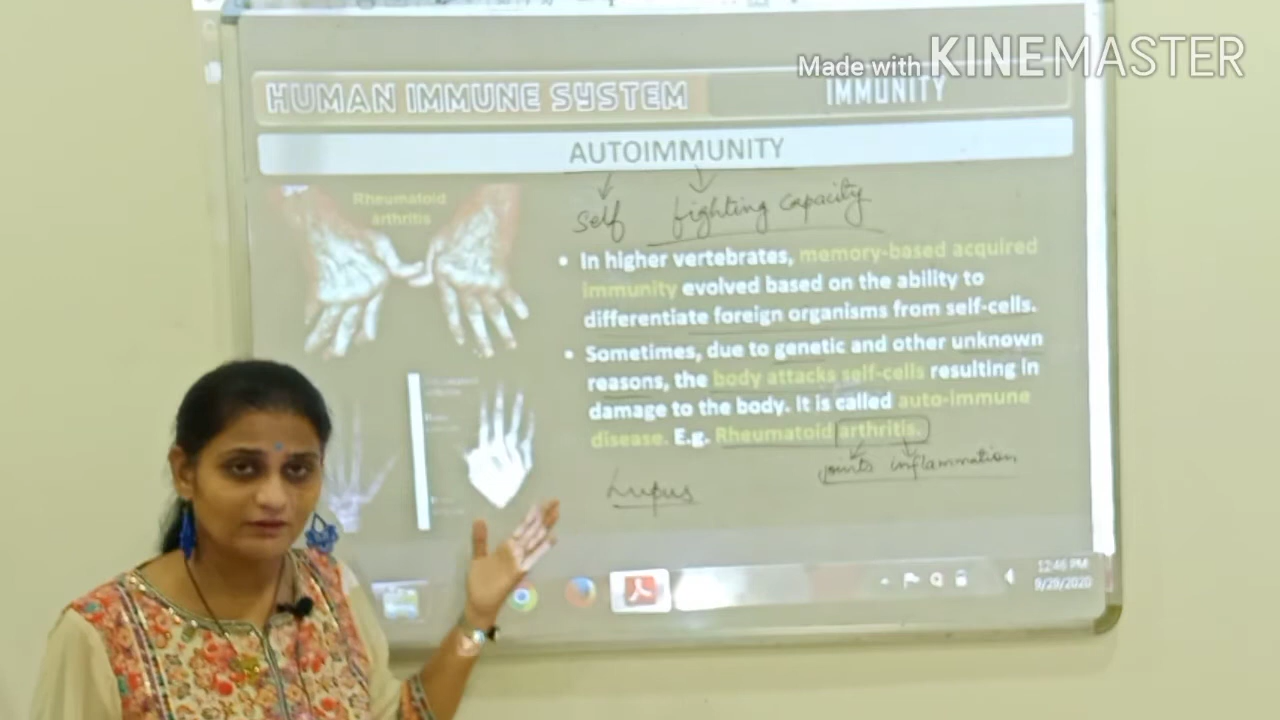 Made with KINEMASTER
HUMAN IMMUNE SYSTEM
IMMUNITY
AUTOIMMUNITY
Rheumatoid
arthritis
Self fighting capacity
• In higher vertebrates, memory-based acquired
immunity evolved based on the ability to
differentiate foreign organisms from self-cells.
• Sometimes, due to genetic and other unknown
reasons, the body attacks self-cells resulting in
damage to the body. It is called auto-immune
disease. E.g. Rheumatoid arthritis.
joints inflammation
Lupus
12:46 PM
9/29/2020